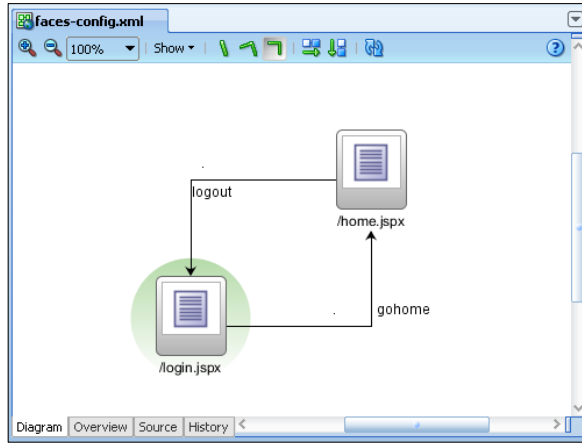 faces-config.xml
100% Show
logout
/home.jspx
gohome
/login.jspx
Diagram Overview Source History